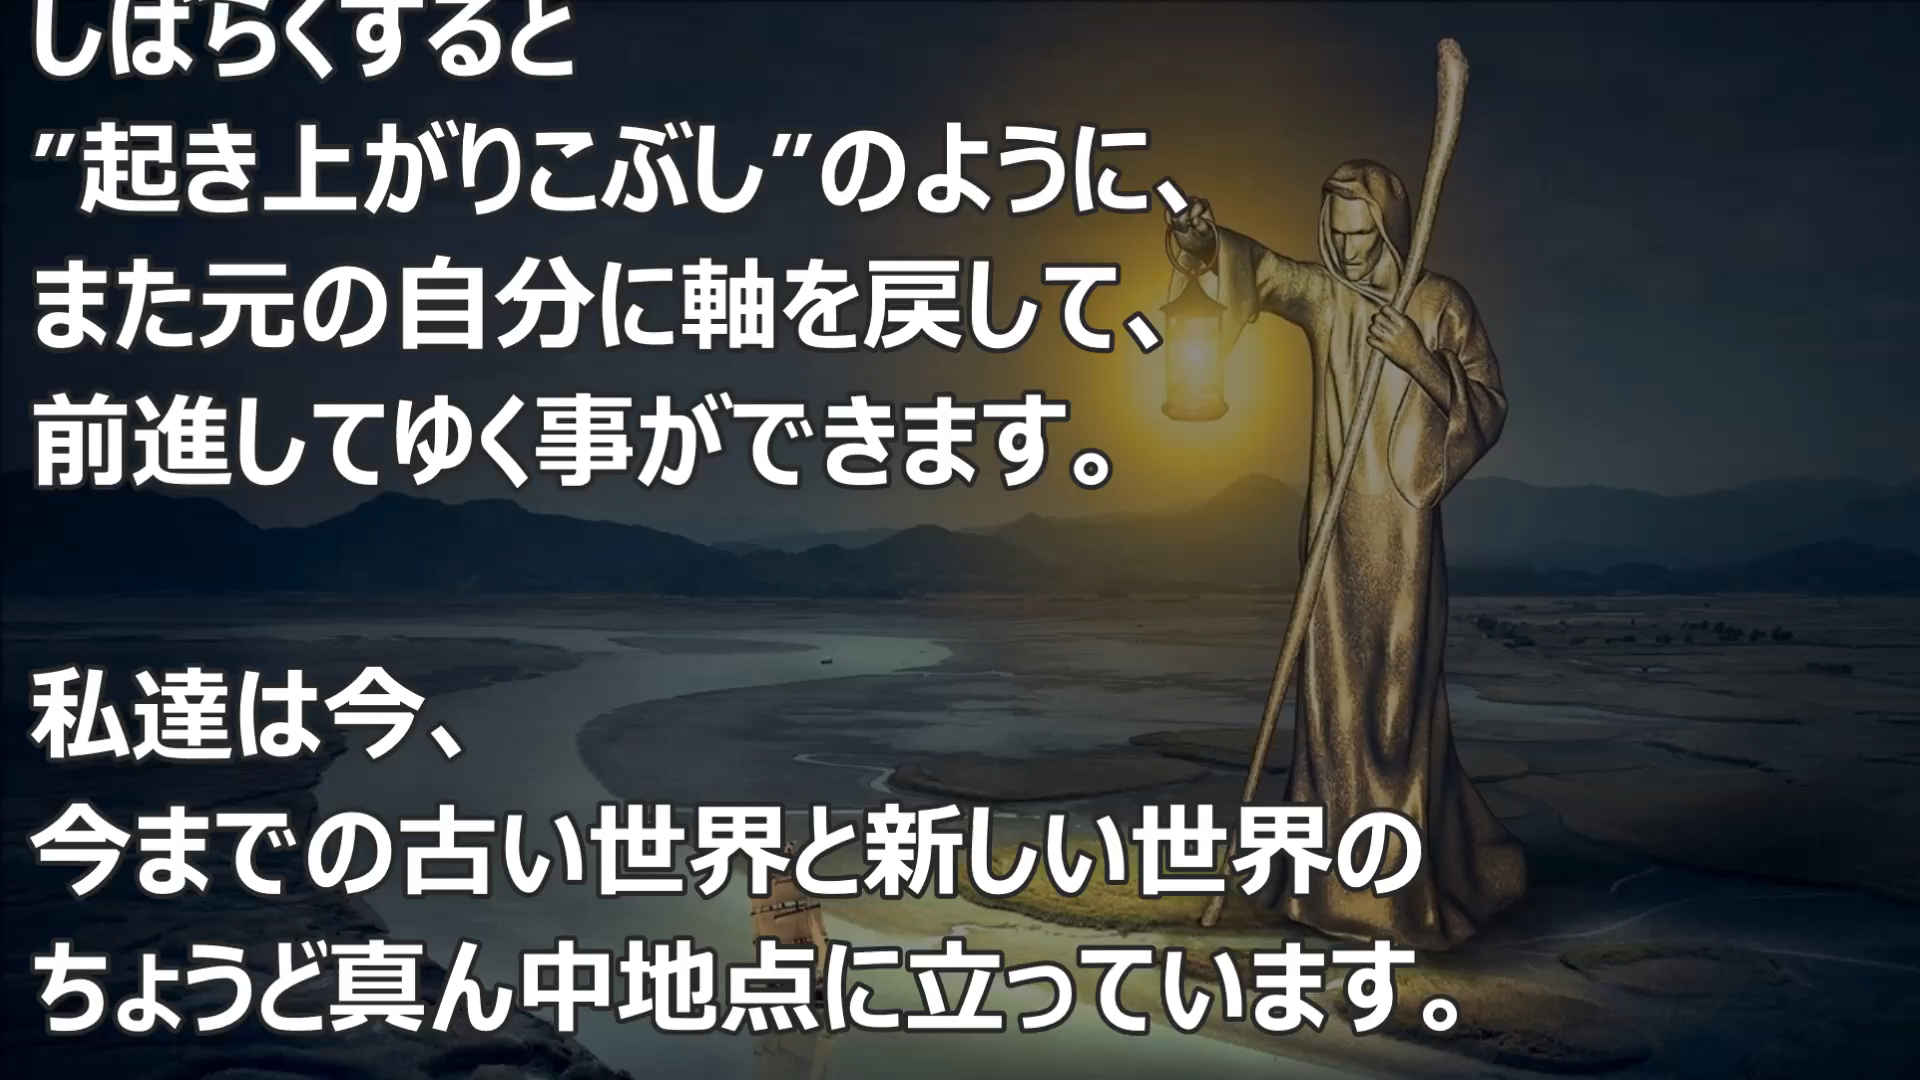 しばらくすると
”起き上がりこぶし”のように、
また元の自分に軸を戻して、
前進してゆく事ができます。
私達は今、
今までの古い世界と新しい世界の
ちょうど真ん中地点に立っています。